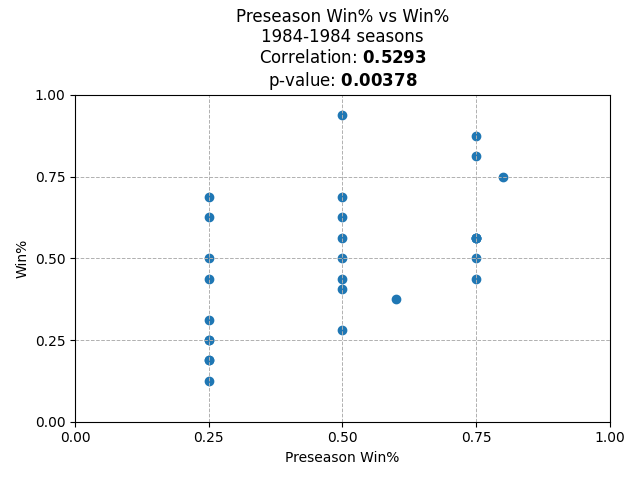 Preseason Win% vs Win%
1984-1984 seasons
Correlation: 0.5293
p-value: 0.00378
1.00
0.75
0.50
0.25
0.00
Win%
0.00 0.25 0.50 0.75 1.00
Preseason Win%